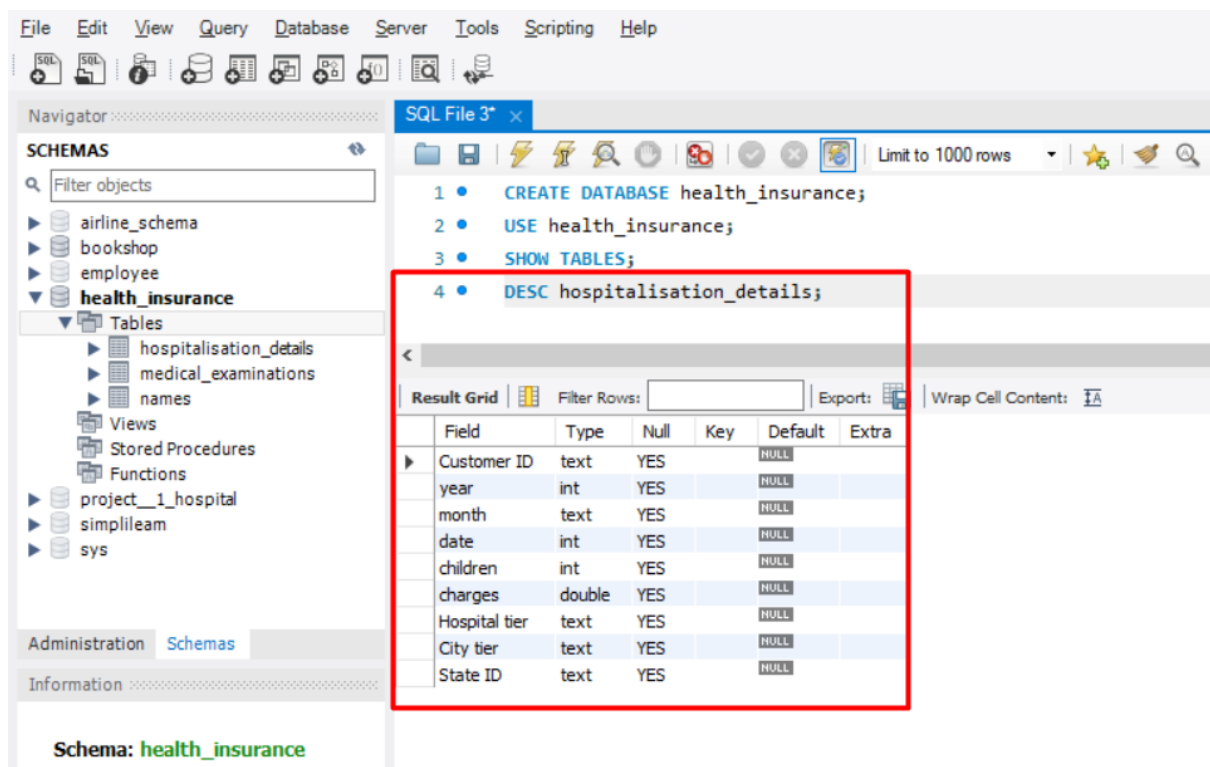 File Edit View Query Database Server Tools Scripting Help
SQL SQL
Navigator
SCHEMAS
Filter objects
airline_schema
bookshop
employee
health_insurance
Tables
hospitalisation_details
medical_examinations
names
Views
Stored Procedures
Functions
project__1_hospital
simplilearn
sys
Administration Schemas
Information
Schema: health_insurance
SQL File 3*
Limit to 1000 rows
1 CREATE DATABASE health_insurance;
2 USE health_insurance;
3 SHOW TABLES;
4 DESC hospitalisation_details;
Result Grid Filter Rows: Export: Wrap Cell Content: IA
Field Type Null Key Default Extra
Customer ID text YES NULL
year int YES NULL
month text YES NULL
date int YES NULL
children int YES NULL
charges double YES NULL
Hospital tier text YES NULL
City tier text YES NULL
State ID text YES NULL